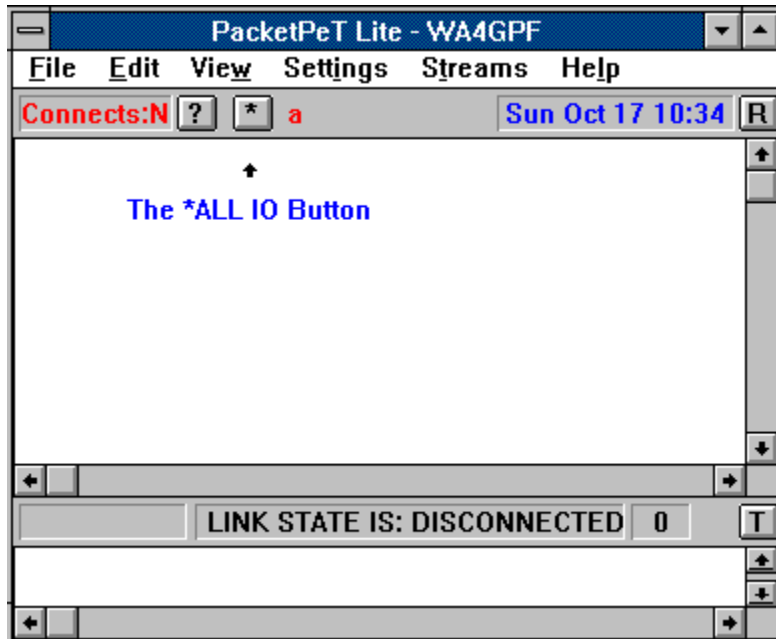 PacketPeT Lite - WA4GPF
File Edit View Settings Streams Help
Connects:N ? * a Sun Oct 17 10:34 R
The *ALL IO Button
LINK STATE IS: DISCONNECTED 0 T